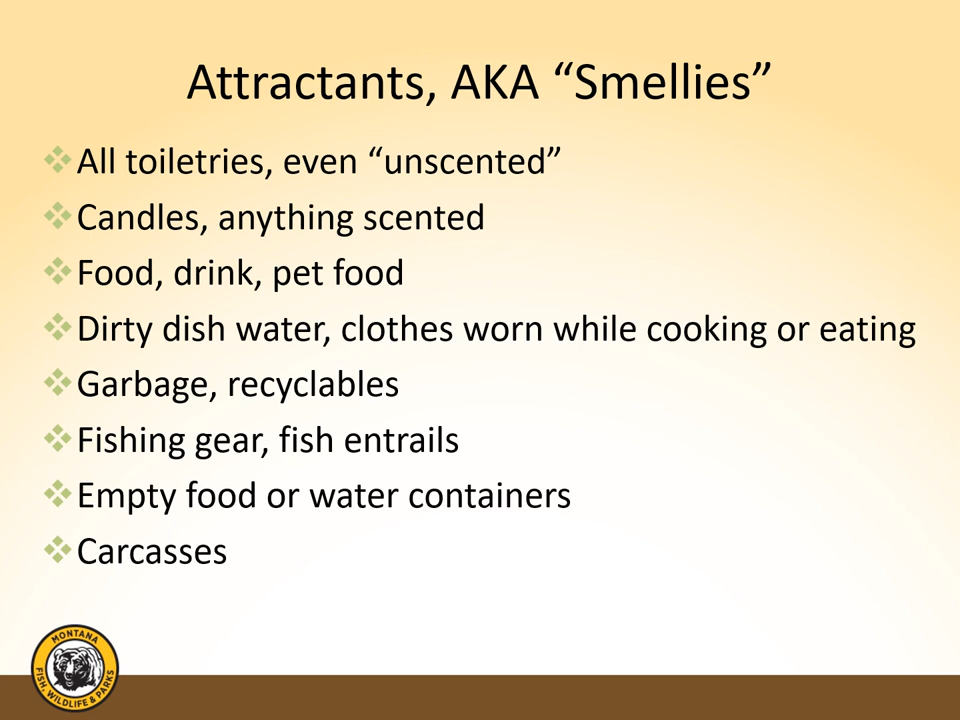 Attractants, AKA “Smellies”
All toiletries, even “unscented”
Candles, anything scented
Food, drink, pet food
Dirty dish water, clothes worn while cooking or eating
Garbage, recyclables
Fishing gear, fish entrails
Empty food or water containers
Carcasses
MONTANA
FISH, WILDLIFE & PARKS